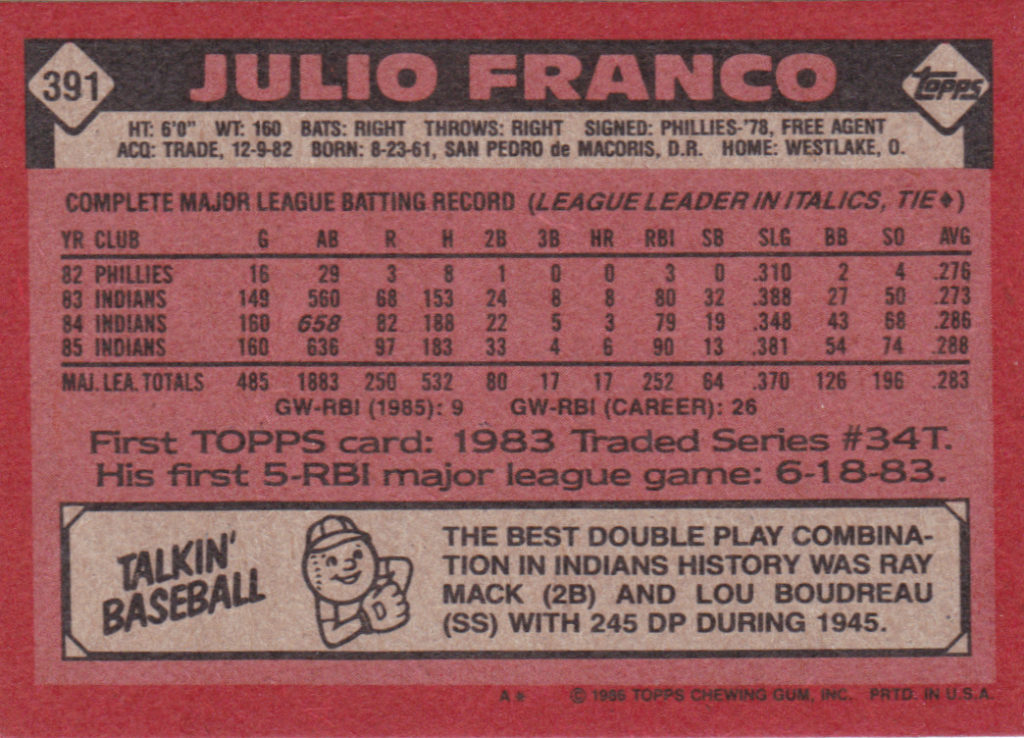 391 JULIO FRANCO topps
HT: 6'0" WT: 160 BATS: RIGHT THROWS: RIGHT SIGNED: PHILLIES-'78, FREE AGENT
ACQ: TRADE, 12-9-82 BORN: 8-23-61, SAN PEDRO de MACORIS, D.R. HOME: WESTLAKE, O.
COMPLETE MAJOR LEAGUE BATTING RECORD (LEAGUE LEADER IN ITALICS, TIE♦)
YR CLUB G AB R H 2B 3B HR RBI SB SLG BB SO AVG
82 PHILLIES 16 29 3 8 1 0 0 3 0 .310 2 4 .276
83 INDIANS 149 560 68 153 24 8 8 80 32 .388 27 50 .273
84 INDIANS 160 658 82 188 22 5 3 79 19 .348 43 68 .286
85 INDIANS 160 636 97 183 33 4 6 90 13 .381 54 74 .288
MAJ. LEA. TOTALS 485 1883 250 532 80 17 17 252 64 .370 126 196 .283
GW-RBI (1985): 9 GW-RBI (CAREER): 26
First TOPPS card: 1983 Traded Series #34T.
His first 5-RBI major league game: 6-18-83.
TALKIN'
BASEBALL
D
THE BEST DOUBLE PLAY COMBINA-
TION IN INDIANS HISTORY WAS RAY
MACK (2B) AND LOU BOUDREAU
(SS) WITH 245 DP DURING 1945.
A* © 1986 TOPPS CHEWING GUM, INC. PRTD. IN U.S.A.